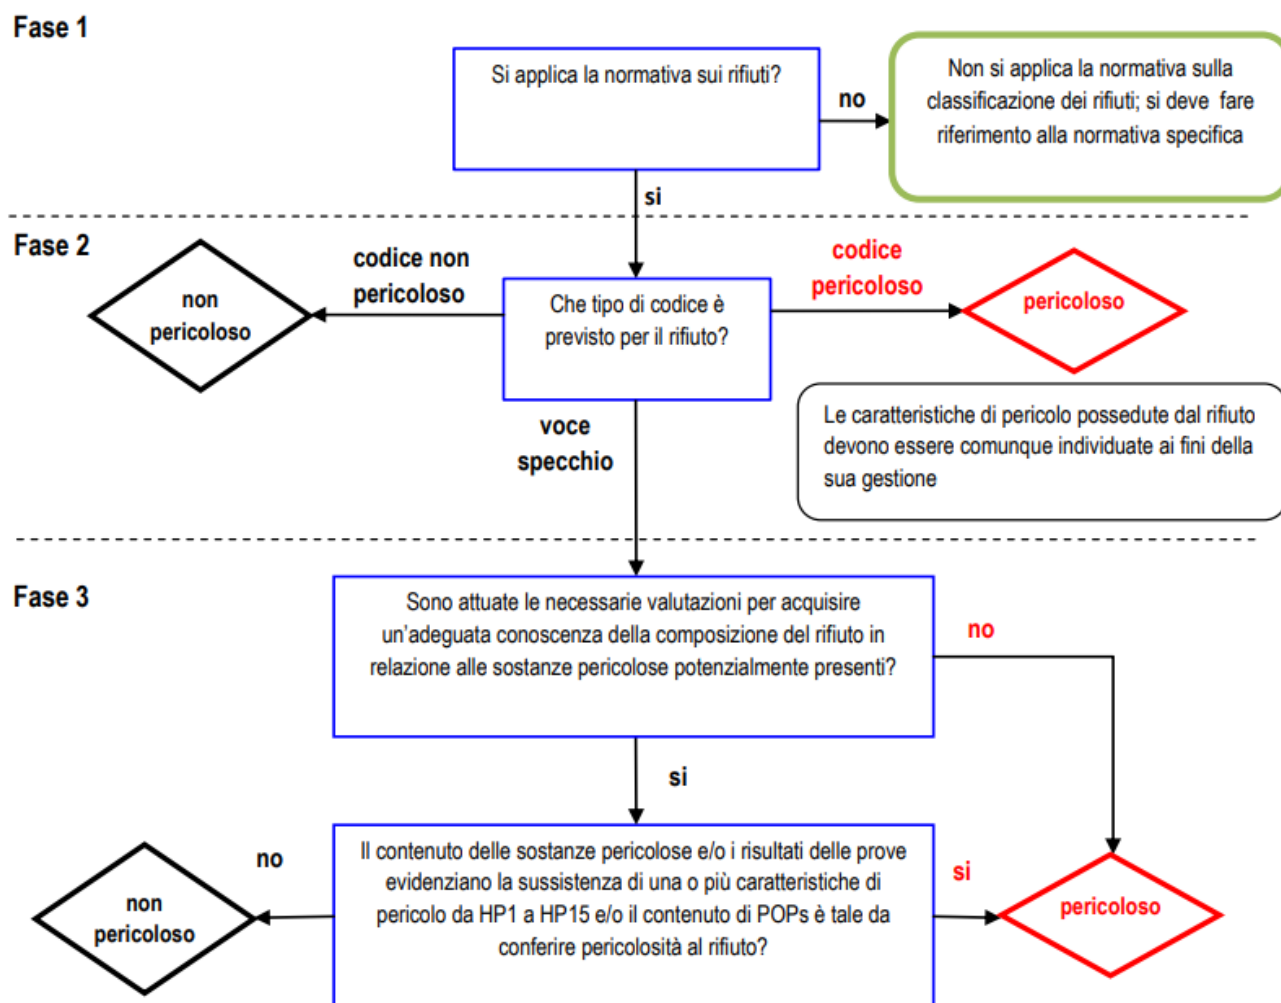 Fase 1
Si applica la normativa sui rifiuti?
no
Non si applica la normativa sulla
classificazione dei rifiuti; si deve fare
riferimento alla normativa specifica
si
Fase 2
non
pericoloso
codice non
pericoloso
Che tipo di codice è
previsto per il rifiuto?
codice
pericoloso
pericoloso
Le caratteristiche di pericolo possedute dal rifiuto
devono essere comunque individuate ai fini della
sua gestione
voce
specchio
Fase 3
Sono attuate le necessarie valutazioni per acquisire
un'adeguata conoscenza della composizione del rifiuto in
relazione alle sostanze pericolose potenzialmente presenti?
no
si
non
pericoloso
no
Il contenuto delle sostanze pericolose e/o i risultati delle prove
evidenziano la sussistenza di una o più caratteristiche di
pericolo da HP1 a HP15 e/o il contenuto di POPs è tale da
conferire pericolosità al rifiuto?
si
pericoloso